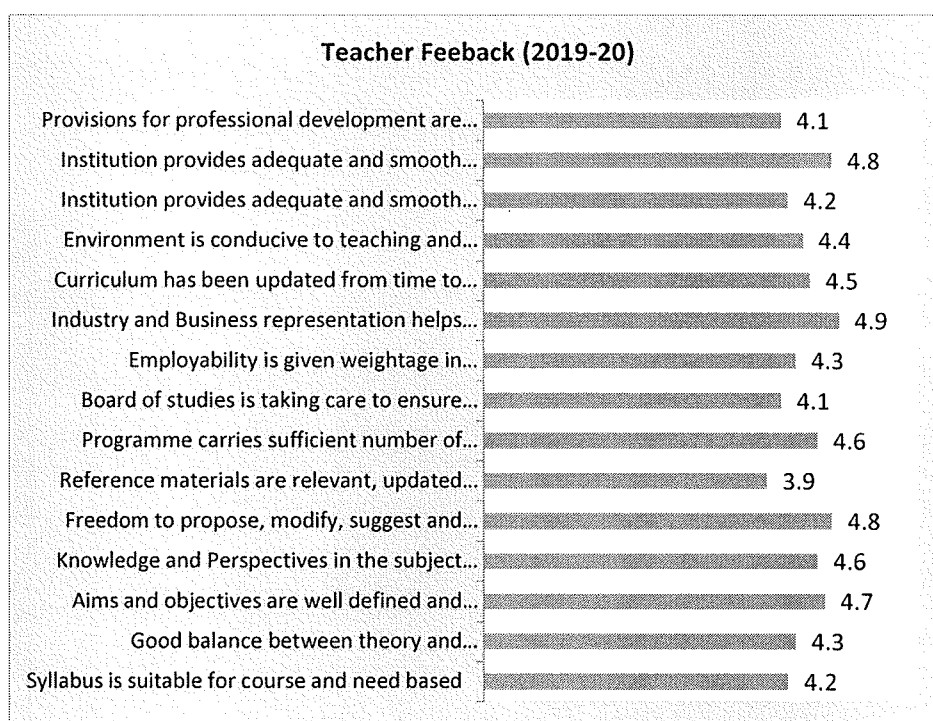 Teacher Feeback (2019-20)
Provisions for professional development are... 4.1
Institution provides adequate and smooth... 4.8
Institution provides adequate and smooth... 4.2
Environment is conducive to teaching and... 4.4
Curriculum has been updated from time to... 4.5
Industry and Business representation helps... 4.9
Employability is given weightage in... 4.3
Board of studies is taking care to ensure... 4.1
Programme carries sufficient number of... 4.6
Reference materials are relevant, updated... 3.9
Freedom to propose, modify, suggest and... 4.8
Knowledge and Perspectives in the subject... 4.6
Aims and objectives are well defined and... 4.7
Good balance between theory and... 4.3
Syllabus is suitable for course and need based 4.2